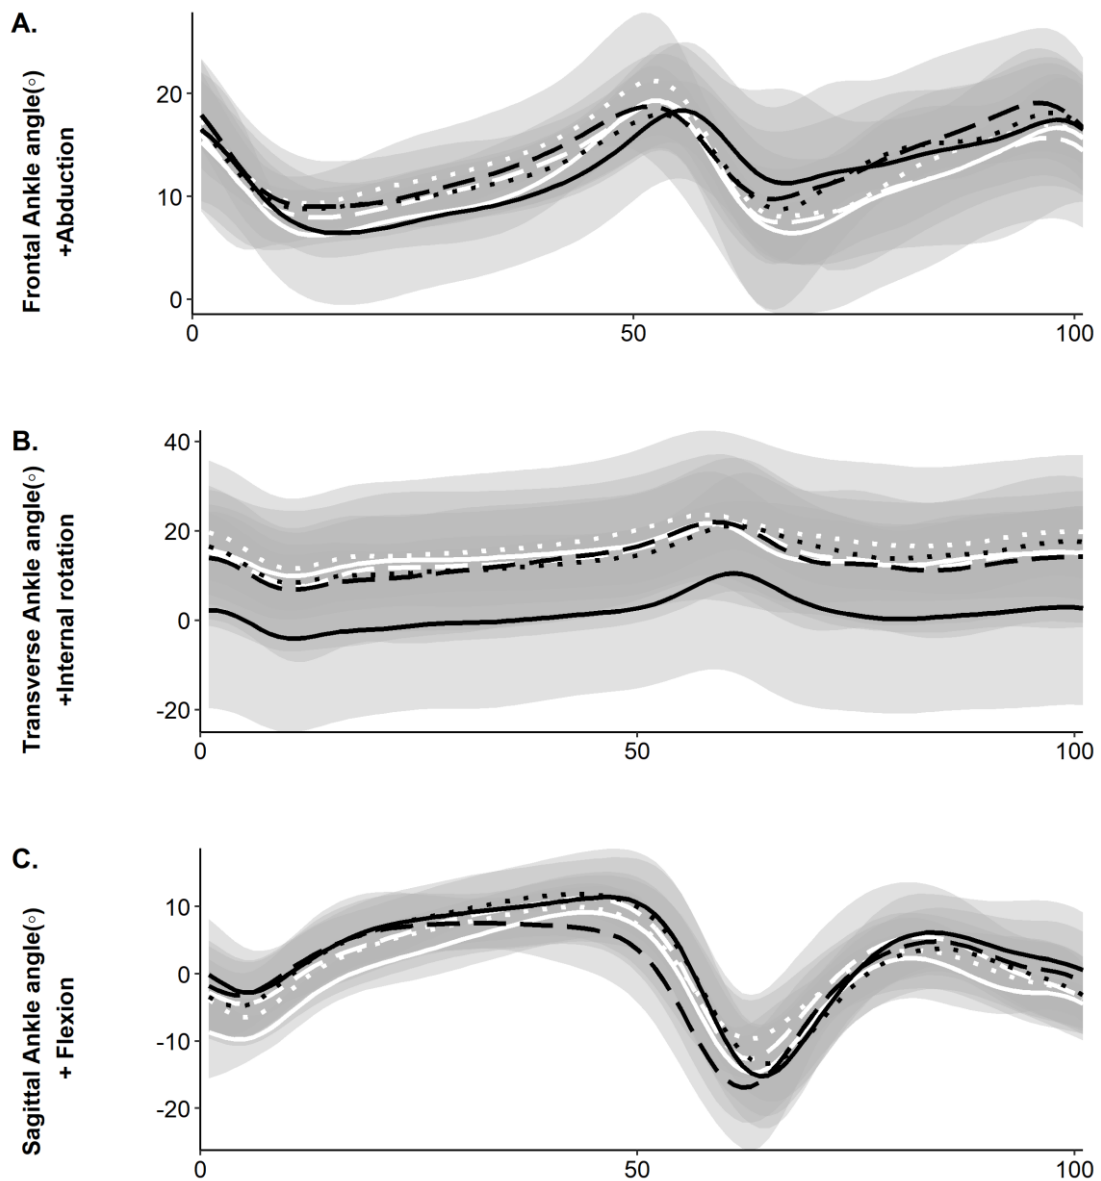 A.
Frontal Ankle angle(○)
+Abduction
20
10
0
0 50 100
B.
Transverse Ankle angle(○)
+Internal rotation
40
20
0
-20
0 50 100
C.
Sagittal Ankle angle(○)
+ Flexion
10
0
-10
-20
0 50 100